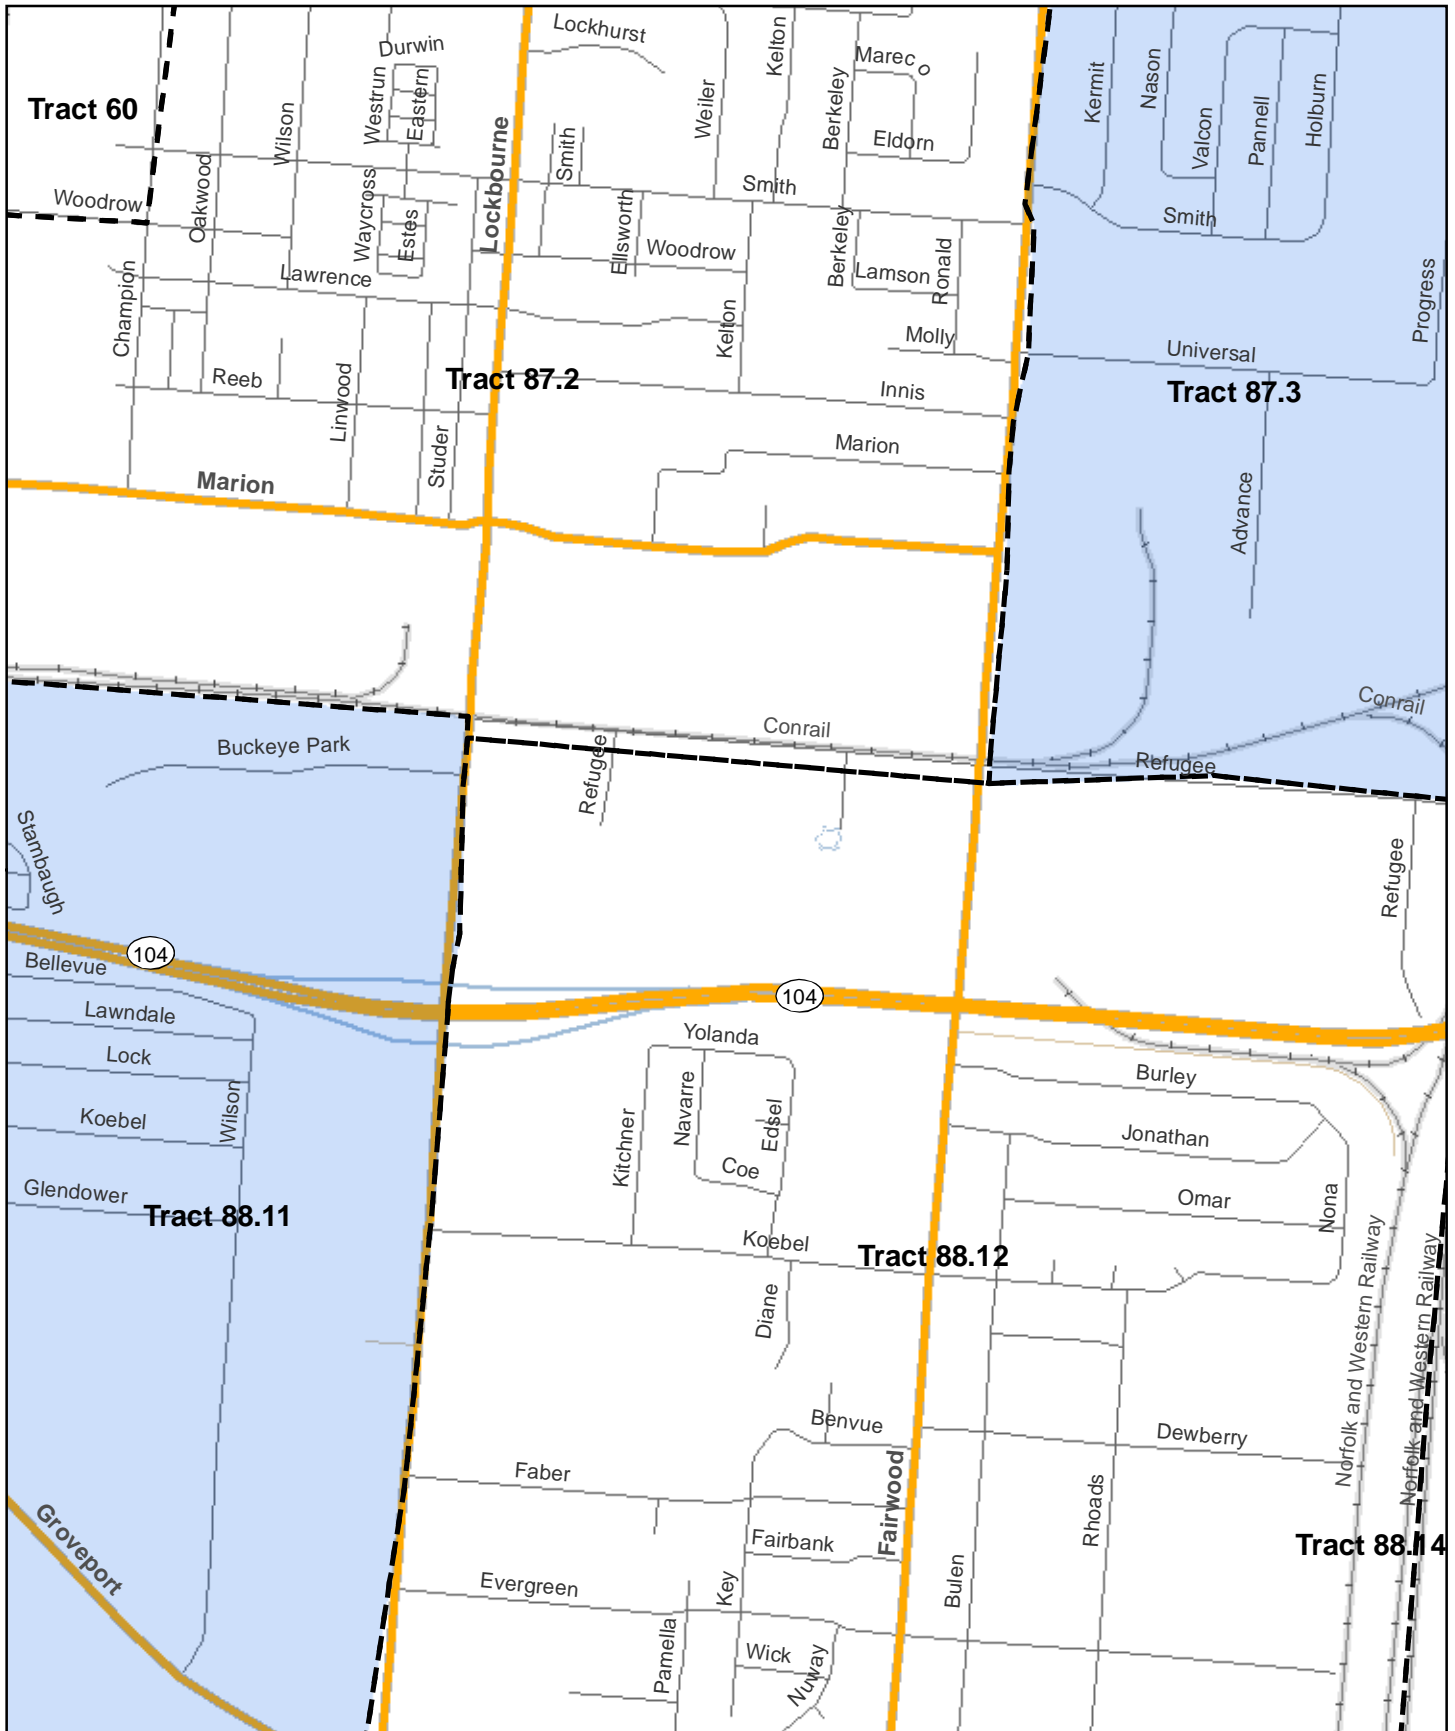 Durwin
Lockhurst
Kelton
Mareco
Tract 60
Wilson
Westrun
Eastern
Lockbourne
Smith
Weiler
Berkeley
Eldorn
Kermit
Nason
Valcon
Pannell
Holburn
Woodrow
Oakwood
Waycross
Estes
Ellsworth
Smith
Woodrow
Berkeley
Lamson
Ronald
Smith
Progress
Lawrence
Champion
Kelton
Molly
Universal
Reeb
Linwood
Tract 87.2
Innis
Tract 87.3
Studer
Marion
Marion
Advance
Conrail
Buckeye Park
Conrail
Refugee
Refugee
Stambaugh
Refugee
104
Bellevue
104
Lawndale
Yolanda
Lock
Burley
Koebel
Wilson
Kitchner
Navarre
Edsel
Coe
Jonathan
Glendower
Omar
Nona
Tract 88.11
Koebel
Tract 88.12
Diane
Norfolk and Western Railway
Norfolk and Western Railway
Benvue
Dewberry
Faber
Fairwood
Rhoads
Groveport
Fairbank
Tract 88.14
Evergreen
Key
Bulen
Pamella
Wick
Nuway